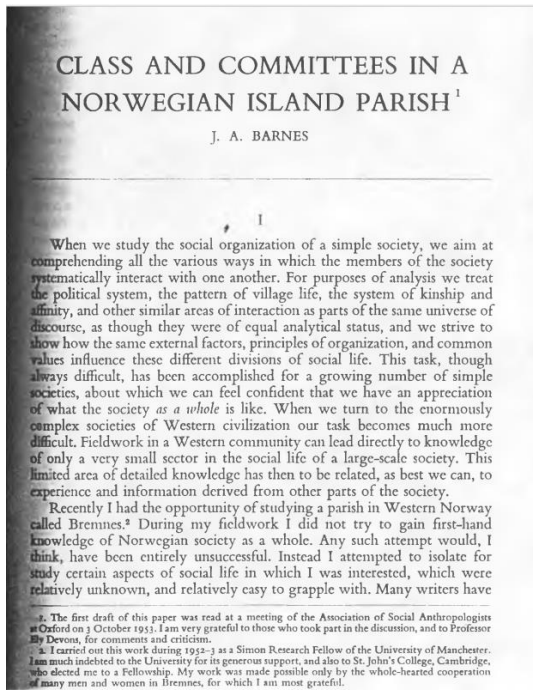 CLASS AND COMMITTEES IN A
NORWEGIAN ISLAND PARISH 1
J. A. BARNES
I
When we study the social organization of a simple society, we aim at
comprehending all the various ways in which the members of the society
systematically interact with one another. For purposes of analysis we treat
the political system, the pattern of village life, the system of kinship and
affinity, and other similar areas of interaction as parts of the same universe of
discourse, as though they were of equal analytical status, and we strive to
show how the same external factors, principles of organization, and common
values influence these different divisions of social life. This task, though
always difficult, has been accomplished for a growing number of simple
societies, about which we can feel confident that we have an appreciation
of what the society as a whole is like. When we turn to the enormously
complex societies of Western civilization our task becomes much more
difficult. Fieldwork in a Western community can lead directly to knowledge
of only a very small sector in the social life of a large-scale society. This
limited area of detailed knowledge has then to be related, as best we can, to
experience and information derived from other parts of the society.
Recently I had the opportunity of studying a parish in Western Norway
called Bremnes.2 During my fieldwork I did not try to gain first-hand
knowledge of Norwegian society as a whole. Any such attempt would, I
think, have been entirely unsuccessful. Instead I attempted to isolate for
study certain aspects of social life in which I was interested, which were
relatively unknown, and relatively easy to grapple with. Many writers have
1. The first draft of this paper was read at a meeting of the Association of Social Anthropologists
at Oxford on 3 October 1953. I am very grateful to those who took part in the discussion, and to Professor
Ely Devons, for comments and criticism.
2. I carried out this work during 1952-3 as a Simon Research Fellow of the University of Manchester.
I am much indebted to the University for its generous support, and also to St. John's College, Cambridge,
who elected me to a Fellowship. My work was made possible only by the whole-hearted cooperation
of many men and women in Bremnes, for which I am most grateful.